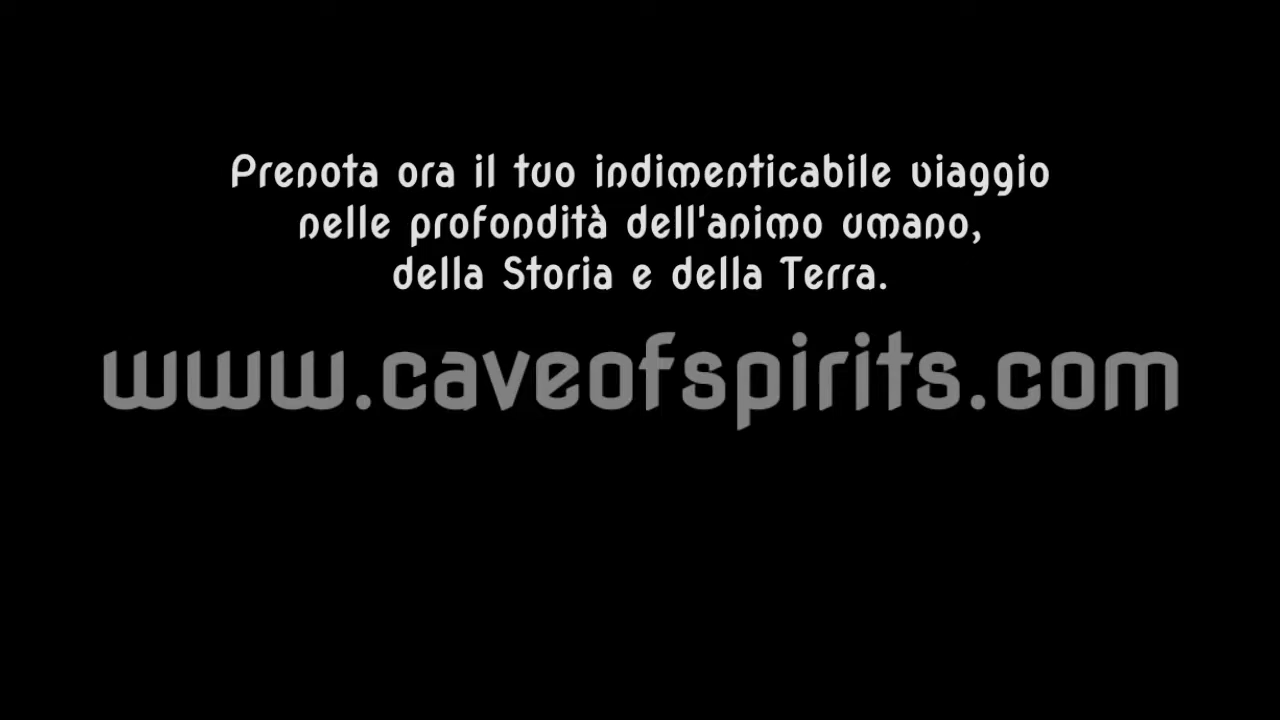 Prenota ora il tuo indimenticabile viaggio
nelle profondità dell'animo umano,
della Storia e della Terra.
www.caveofspirits.com